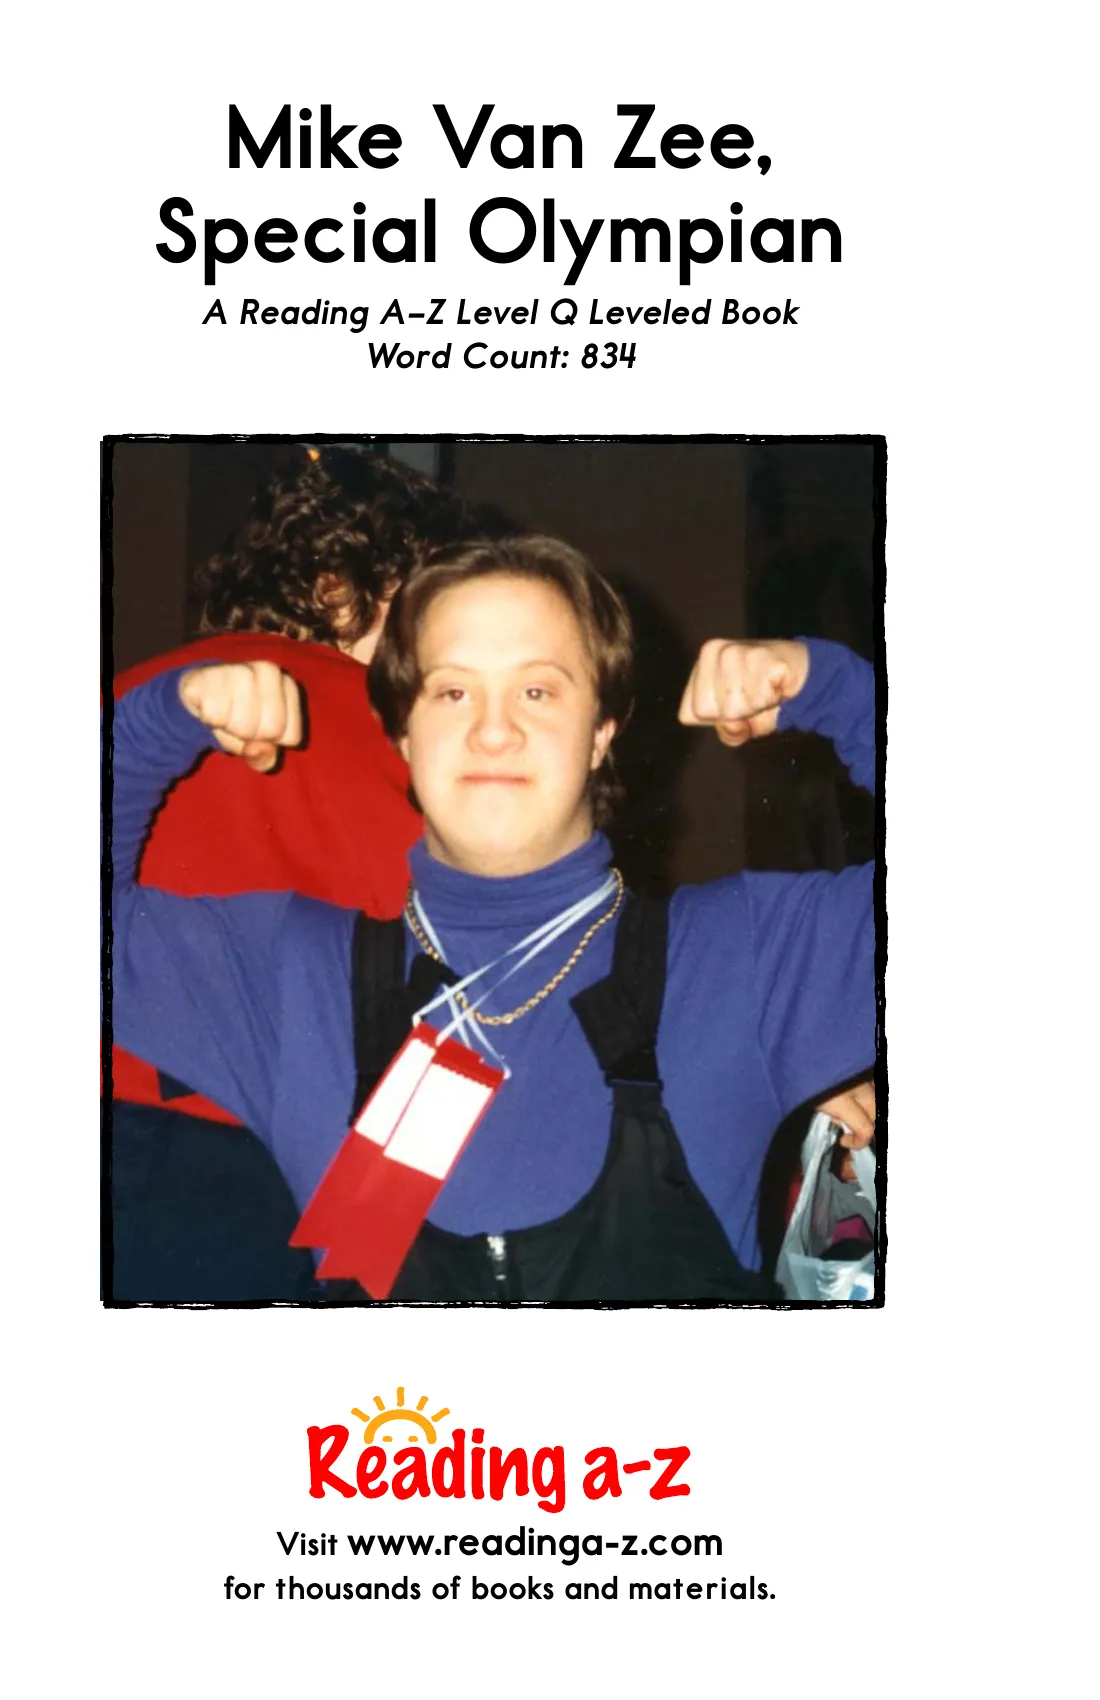 Mike Van Zee,
Special Olympian
A Reading A–Z Level Q Leveled Book
Word Count: 834
Reading a-z
Visit www.readinga-z.com
for thousands of books and materials.